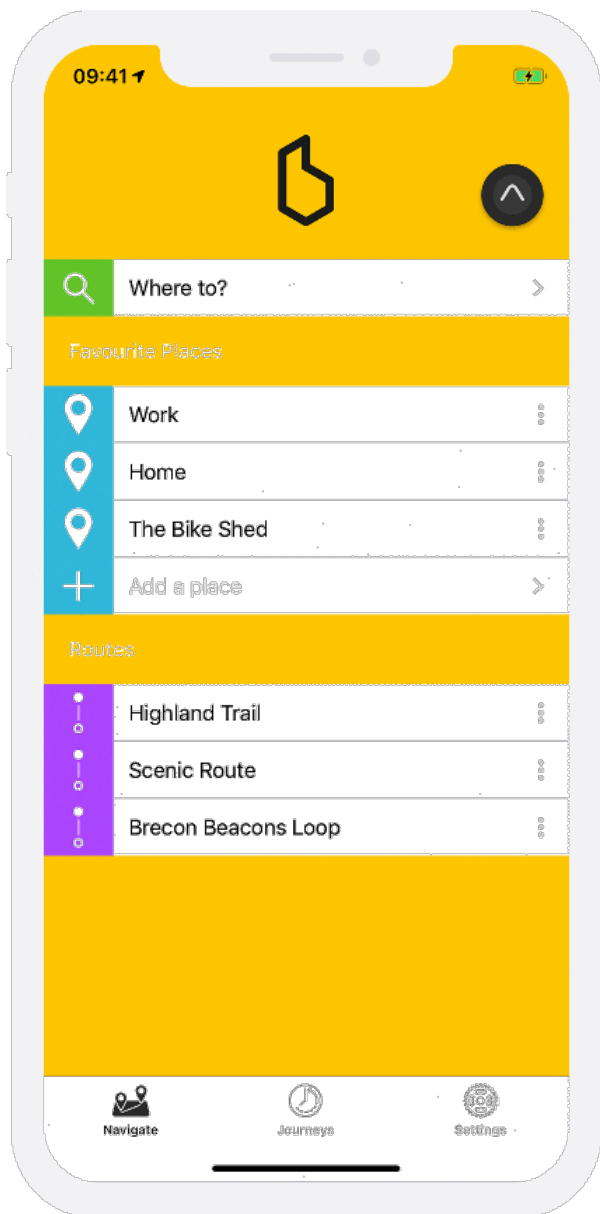 09:41
Where to?
Favourite Places
Work
Home
The Bike Shed
Add a place
Routes
Highland Trail
Scenic Route
Brecon Beacons Loop
Navigate
Journeys
Settings